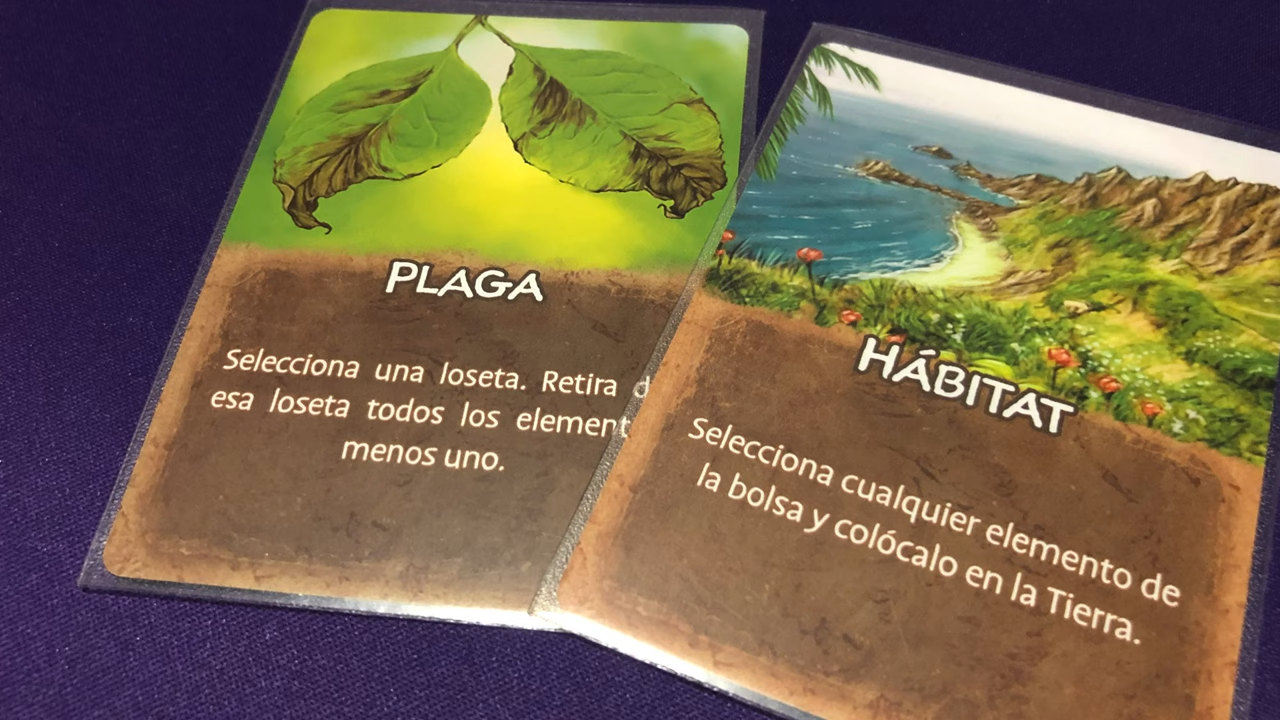 PLAGA
Selecciona una loseta. Retira d
esa loseta todos los element
menos uno.
HÁBITAT
Selecciona cualquier elemento de
la bolsa y colócalo en la Tierra.